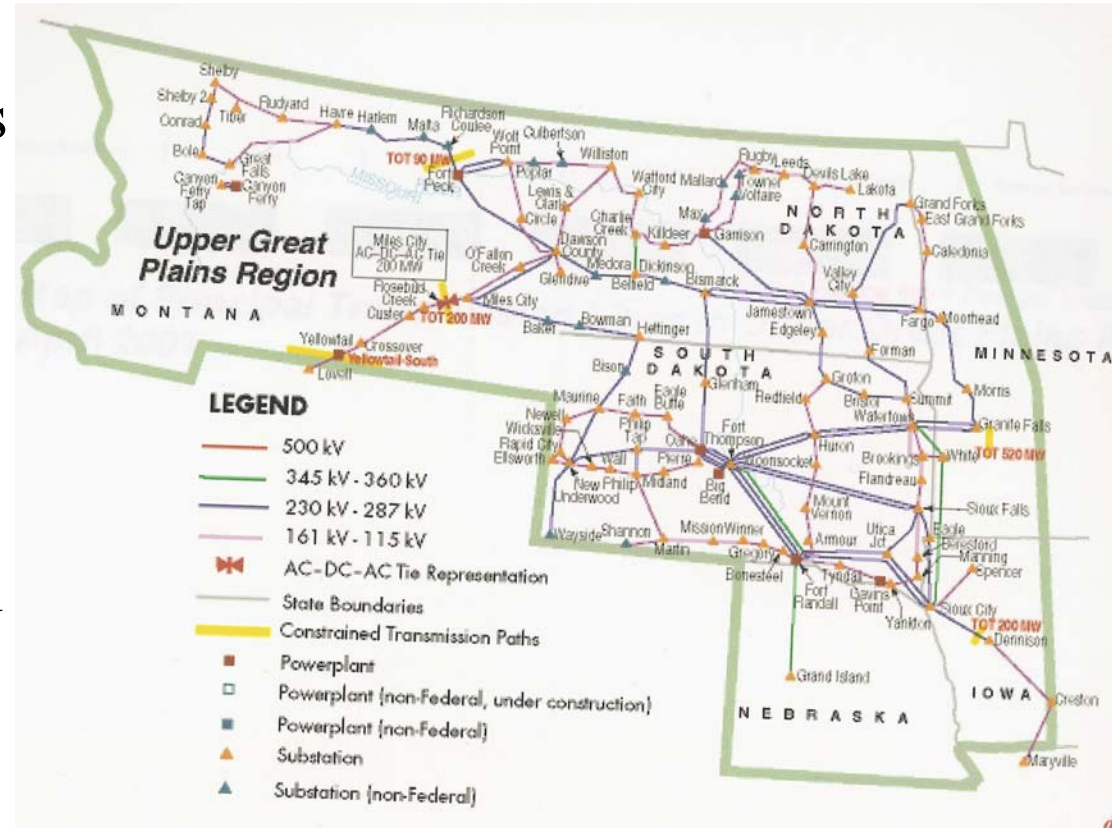 S
Shelby
Shelby 2
Tiber
Rudyard
Conrad
Havre
Harlem
Malta
Richardson
Coulee
Wolf
Point
Culbertson
Poplar
Williston
TOT 90 MW
Fort
Peck
MISSOURI
Bole
Great
Falls
Canyon
Ferry
Tap
Canyon
Ferry
Lewis &
Clark
Circle
Watford
City
Charlie
Creek
Killdeer
Mallard
Max
Rugby
Leeds
Towner
Voltaire
Devils Lake
Lakota
Garrison
NORTH
DAKOTA
Grand Forks
East Grand Forks
Caledonia
Carrington
Valley
City
Upper Great
Plains Region
Miles City
AC-DC-AC Tie
200 MW
O'Fallon
Creek
Dawson
County
Glendive
Medora
Dickinson
Belfield
Bismarck
Jamestown
Edgeley
Fargo
Moorhead
MONTANA
Rosebud
Creek
Custer
TOT 200 MW
Miles City
Baker
Bowman
Hettinger
Forman
MINNESOTA
Yellowtail
Crossover
Yellowtail-South
Lovell
Bison
SOUTH
DAKOTA
Glenham
Groton
Redfield
Bristol
Summit
Morris
Watertown
Granite Falls
TOT 520 MW
Maurine
Faith
Eagle
Butte
Newell
Wicksville
Rapid City
Ellsworth
Philip
Tap
Oahe
Fort
Thompson
Huron
Woonsocket
Brookings
White
Flandreau
Wall
Philip
Midland
Pierre
Big
Bend
New
Underwood
Mount
Vernon
Sioux Falls
Wayside
Shannon
Martin
Mission
Winner
Gregory
Armour
Utica
Jct
Eagle
Beresford
Manning
Spencer
Bonesteel
Fort
Randall
Tyndall
Gavins
Point
Yankton
Sioux City
TOT 200 MW
Dennison
Grand Island
NEBRASKA
IOWA
Creston
Maryville
LEGEND
500 kV
345 kV - 360 kV
230 kV - 287 kV
161 kV - 115 kV
AC-DC-AC Tie Representation
State Boundaries
Constrained Transmission Paths
Powerplant
Powerplant (non-Federal, under construction)
Powerplant (non-Federal)
Substation
Substation (non-Federal)